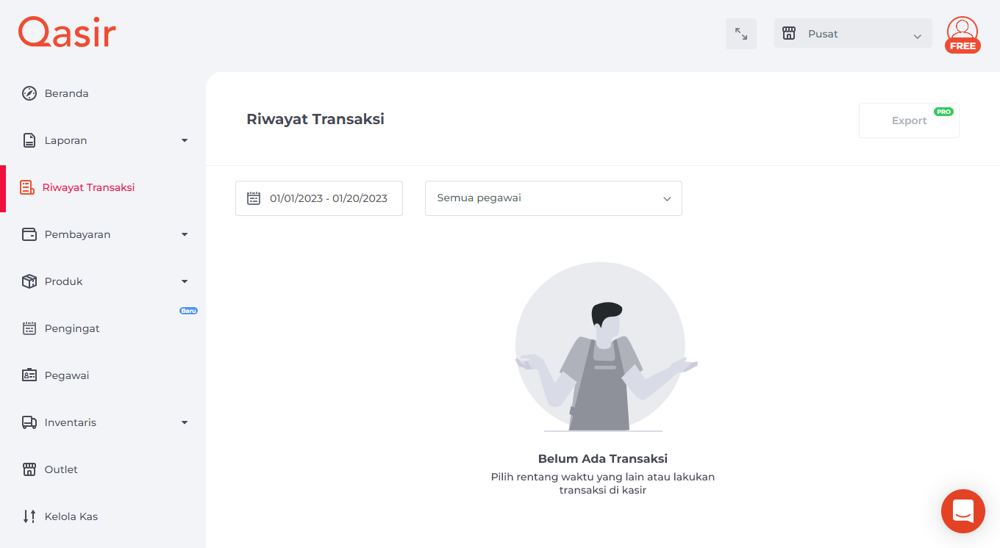 Qasir
Pusat
FREE
Beranda
Laporan
Riwayat Transaksi
Pembayaran
Produk
Baru
Pengingat
Pegawai
Inventaris
Outlet
Kelola Kas
Riwayat Transaksi
Export PRO
01/01/2023 - 01/20/2023
Semua pegawai
Belum Ada Transaksi
Pilih rentang waktu yang lain atau lakukan
transaksi di kasir